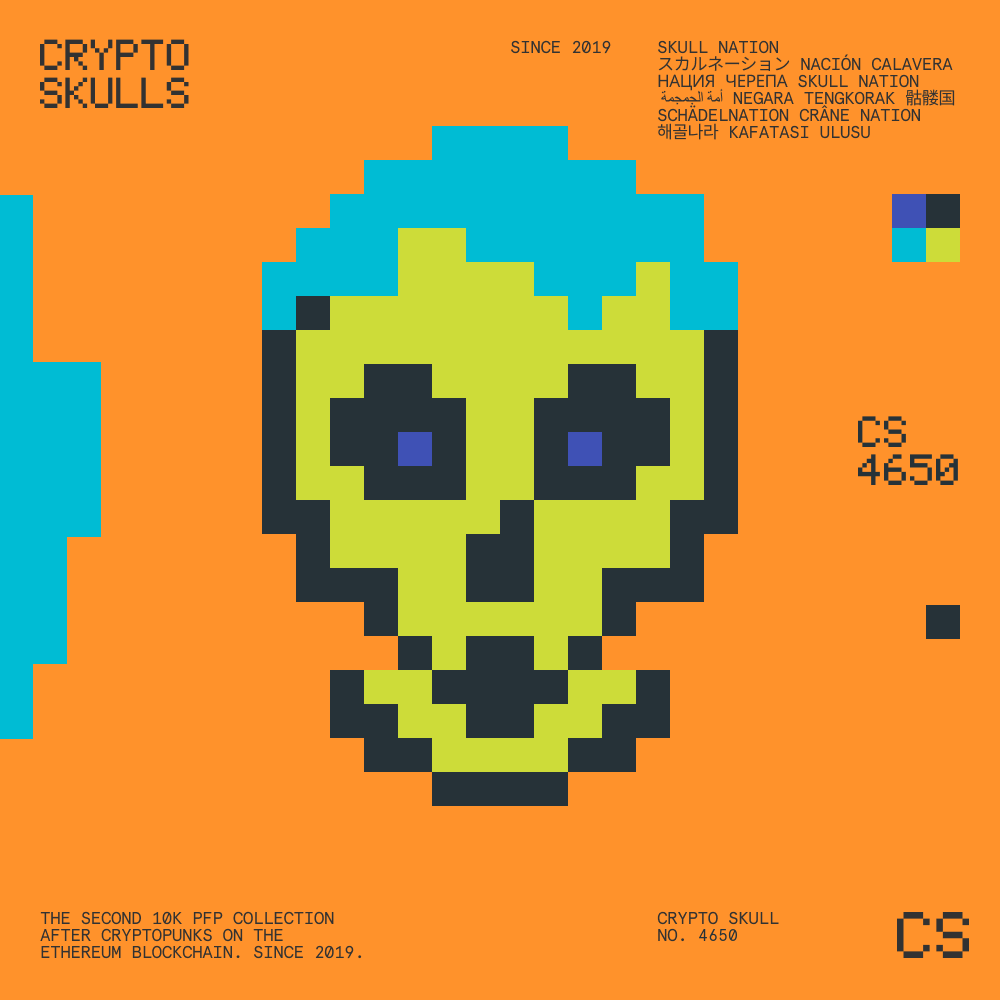 CRYPTO
SKULLS
SINCE 2019
SKULL NATION
スカルネーション NACIÓN CALAVERA
НАЦИЯ ЧЕРЕПА SKULL NATION
أمة الجمجمة NEGARA TENGKORAK 骷髅国
SCHÄDELNATION CRÂNE NATION
해골나라 KAFATASI ULUSU
CS
4650
THE SECOND 10K PFP COLLECTION
AFTER CRYPTOPUNKS ON THE
ETHEREUM BLOCKCHAIN. SINCE 2019.
CRYPTO SKULL
NO. 4650
CS